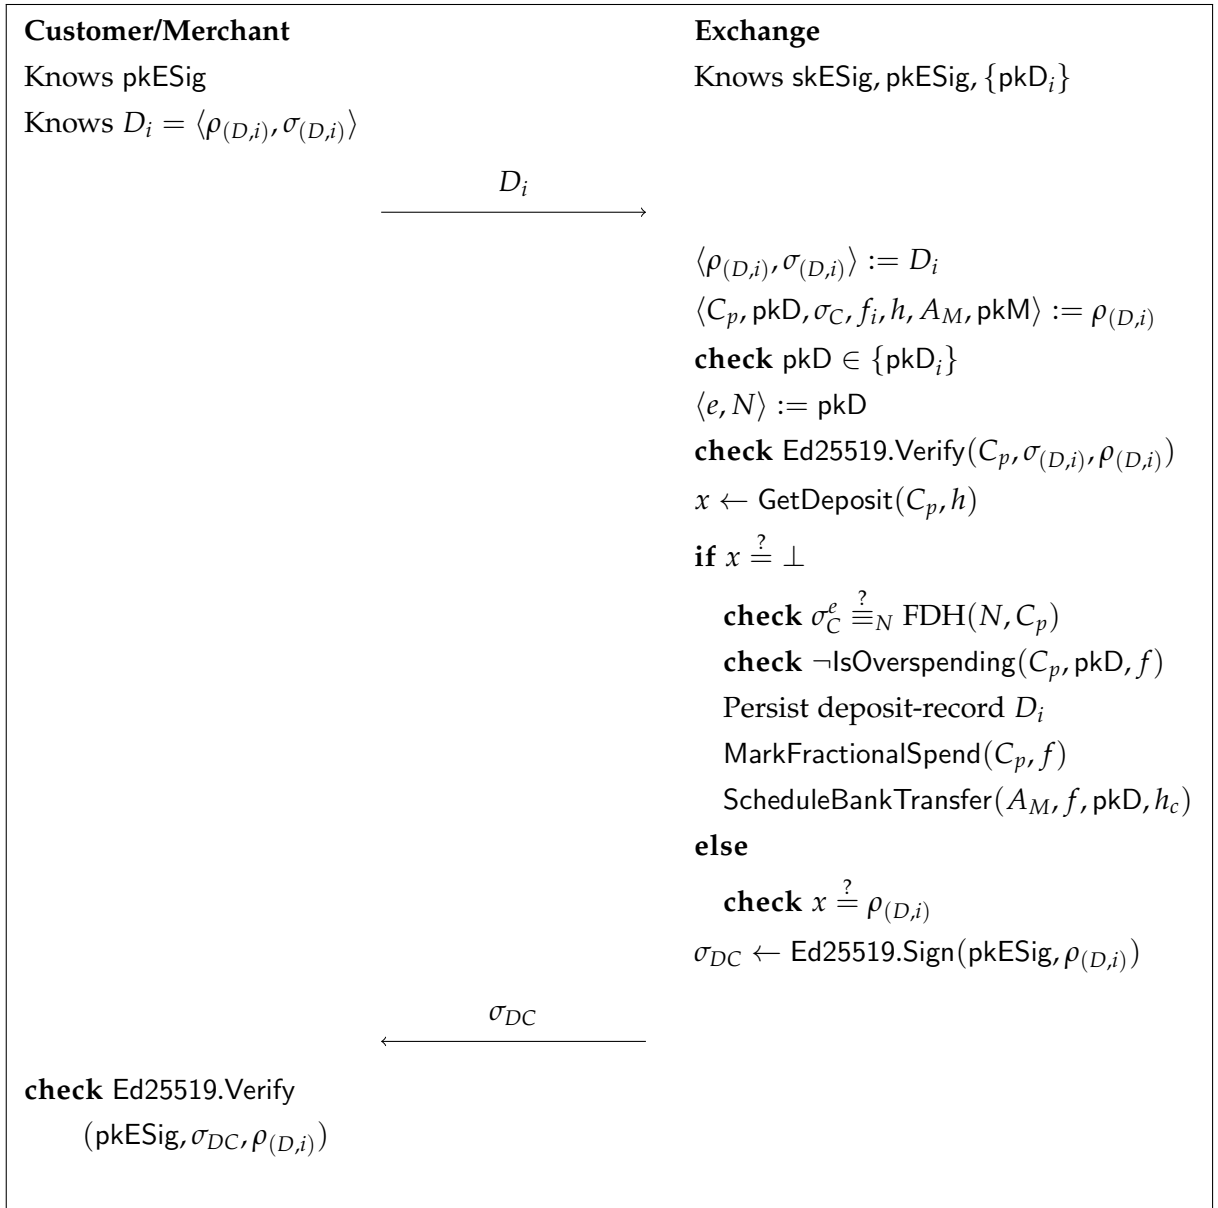 Customer/Merchant
Exchange
Knows pkESig
Knows skESig, pkESig, {pkD_i}
Knows D_i = ⟨ρ_(D,i), σ_(D,i)⟩
D_i
⟨ρ_(D,i), σ_(D,i)⟩ := D_i
⟨C_p, pkD, σ_C, f_i, h, A_M, pkM⟩ := ρ_(D,i)
check pkD ∈ {pkD_i}
⟨e, N⟩ := pkD
check Ed25519.Verify(C_p, σ_(D,i), ρ_(D,i))
x ← GetDeposit(C_p, h)
if x ≟ ⊥
check σ_C^e ≡?_N FDH(N, C_p)
check ¬IsOverspending(C_p, pkD, f)
Persist deposit-record D_i
MarkFractionalSpend(C_p, f)
ScheduleBankTransfer(A_M, f, pkD, h_c)
else
check x ≟ ρ_(D,i)
σ_DC ← Ed25519.Sign(pkESig, ρ_(D,i))
σ_DC
check Ed25519.Verify
(pkESig, σ_DC, ρ_(D,i))